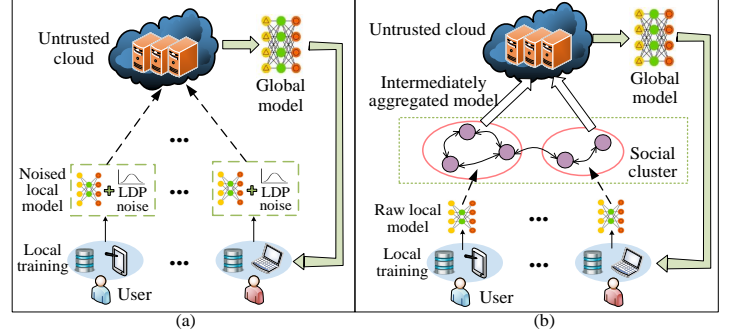 Untrusted cloud
Global
model
Noised
local
model
LDP
noise
LDP
noise
Local
training
User
(a)
Untrusted cloud
Global
model
Intermediately
aggregated model
Social
cluster
Raw local
model
Local
training
User
(b)